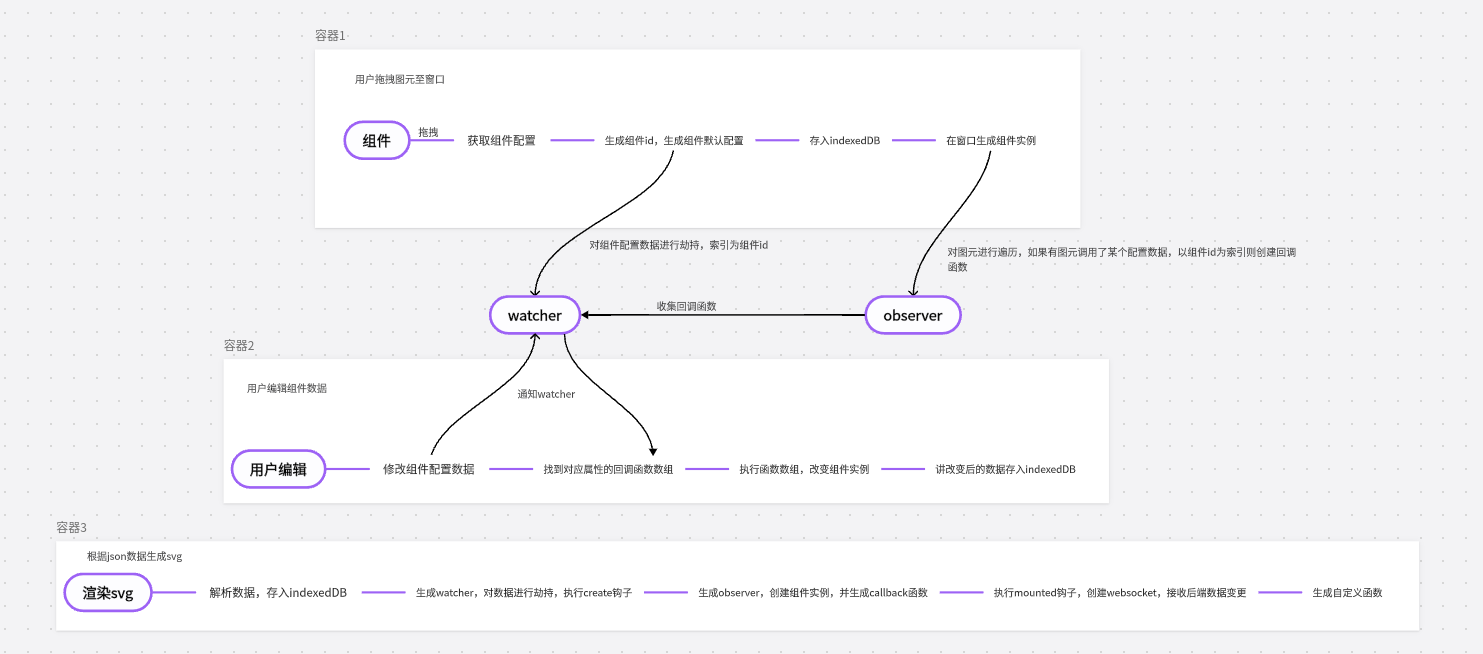 容器1
用户拖拽图元至窗口
组件
拖拽
获取组件配置
生成组件id，生成组件默认配置
存入indexedDB
在窗口生成组件实例
对组件配置数据进行劫持，索引为组件id
对图元进行遍历，如果有图元调用了某个配置数据，以组件id为索引则创建回调
函数
watcher
收集回调函数
observer
容器2
用户编辑组件数据
通知watcher
用户编辑
修改组件配置数据
找到对应属性的回调函数数组
执行函数数组，改变组件实例
讲改变后的数据存入indexedDB
容器3
根据json数据生成svg
渲染svg
解析数据，存入indexedDB
生成watcher，对数据进行劫持，执行create钩子
生成observer，创建组件实例，并生成callback函数
执行mounted钩子，创建websocket，接收后端数据变更
生成自定义函数